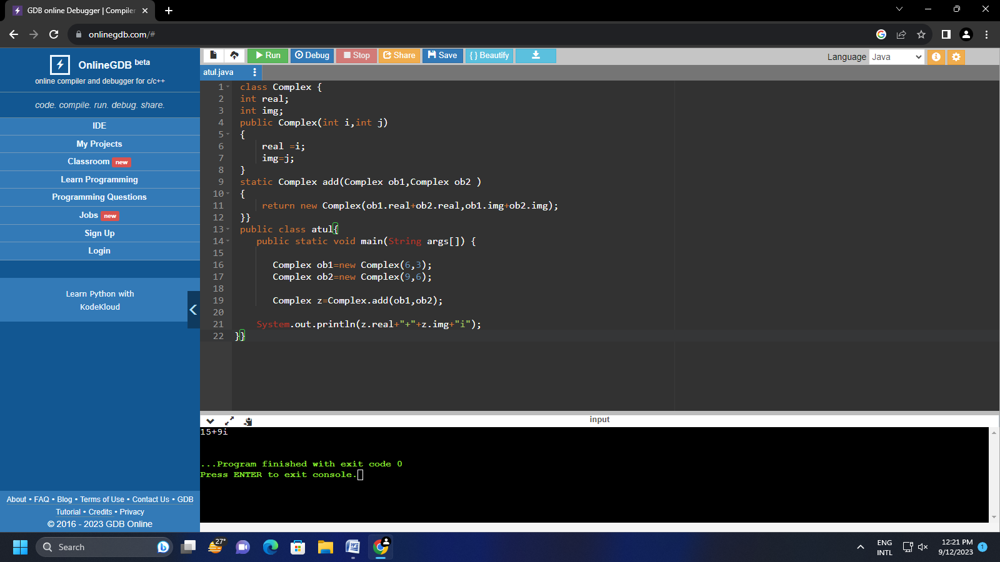 GDB online Debugger | Compiler
onlinegdb.com/#
OnlineGDB beta
online compiler and debugger for c/c++
code. compile. run. debug. share.
IDE
My Projects
Classroom new
Learn Programming
Programming Questions
Jobs new
Sign Up
Login
Learn Python with
KodeKloud
About • FAQ • Blog • Terms of Use • Contact Us • GDB
Tutorial • Credits • Privacy
© 2016 - 2023 GDB Online
Run Debug Stop Share Save { } Beautify
Language Java
atul.java
1 class Complex {
2 int real;
3 int img;
4 public Complex(int i,int j)
5 {
6 real =i;
7 img=j;
8 }
9 static Complex add(Complex ob1,Complex ob2 )
10 {
11 return new Complex(ob1.real+ob2.real,ob1.img+ob2.img);
12 }}
13 public class atul{
14 public static void main(String args[]) {
15
16 Complex ob1=new Complex(6,3);
17 Complex ob2=new Complex(9,6);
18
19 Complex z=Complex.add(ob1,ob2);
20
21 System.out.println(z.real+"+"+z.img+"i");
22 }}
input
15+9i
...Program finished with exit code 0
Press ENTER to exit console.
Search
27°
ENG
INTL
12:21 PM
9/12/2023
1